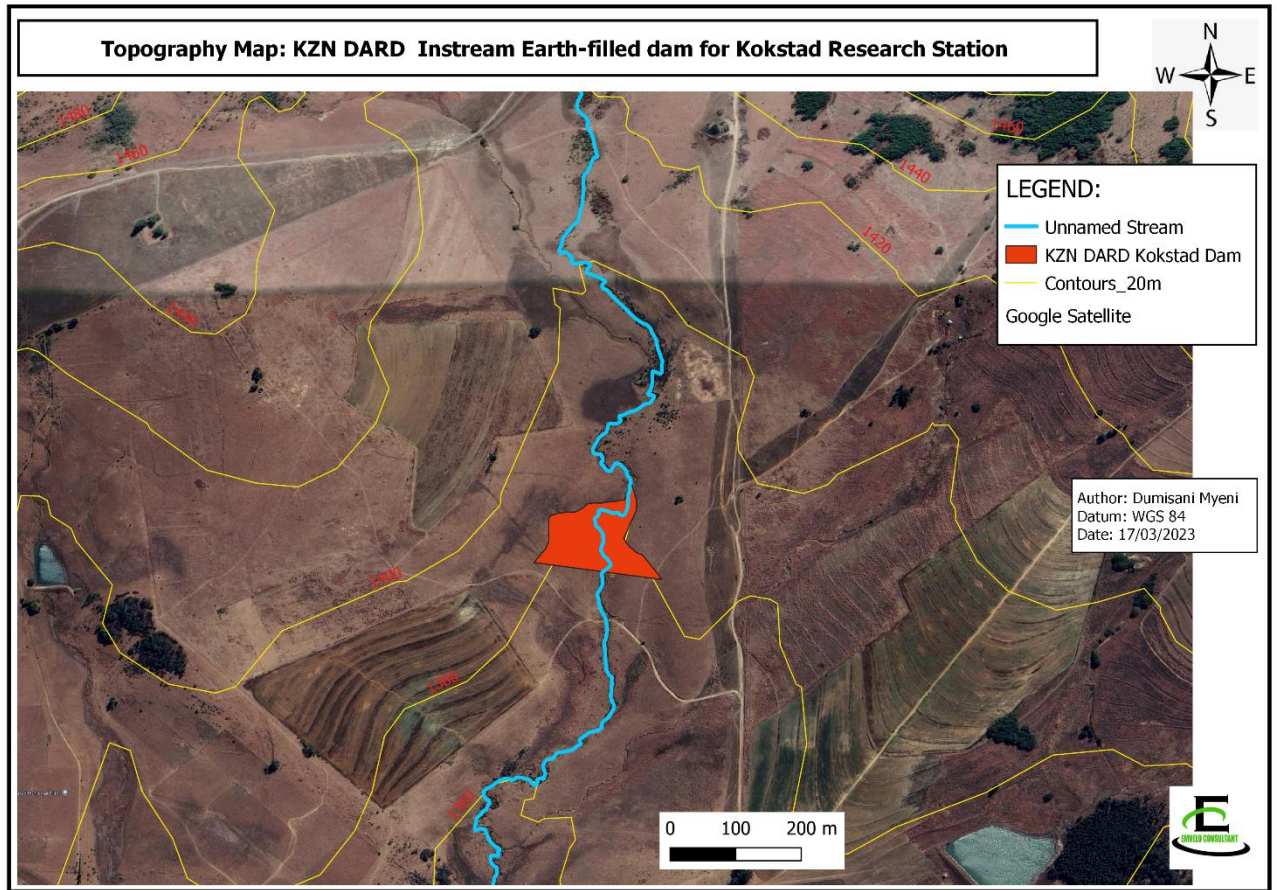 Topography Map: KZN DARD Instream Earth-filled dam for Kokstad Research Station
N
W E
S
1480
1460
1460
1440
1420
LEGEND:
Unnamed Stream
KZN DARD Kokstad Dam
Contours_20m
Google Satellite
1440
Author: Dumisani Myeni
Datum: WGS 84
Date: 17/03/2023
1400
1380
1380
0 100 200 m
E
EMVELO CONSULTANT